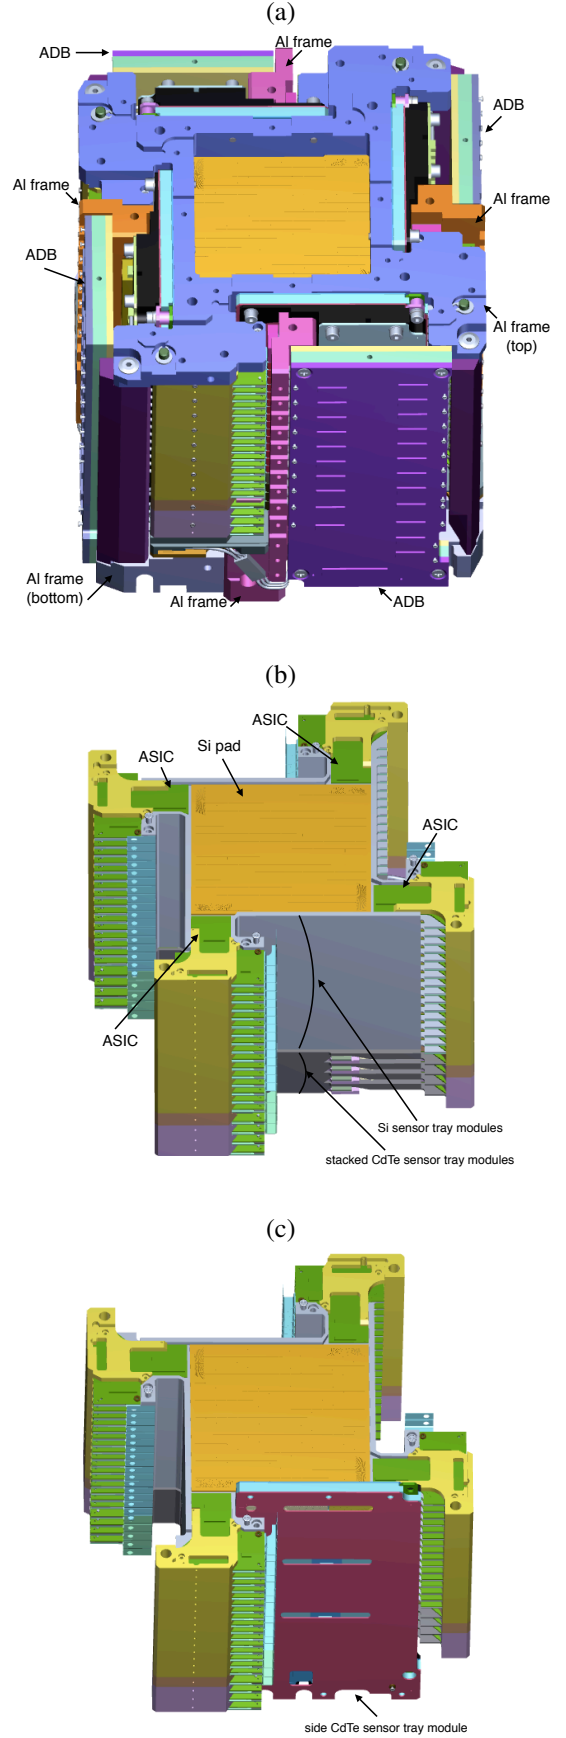 (a)
ADB
Al frame
ADB
Al frame
Al frame
ADB
Al frame
(top)
Al frame
(bottom)
Al frame
ADB
(b)
ASIC
Si pad
ASIC
ASIC
ASIC
Si sensor tray modules
stacked CdTe sensor tray modules
(c)
side CdTe sensor tray module